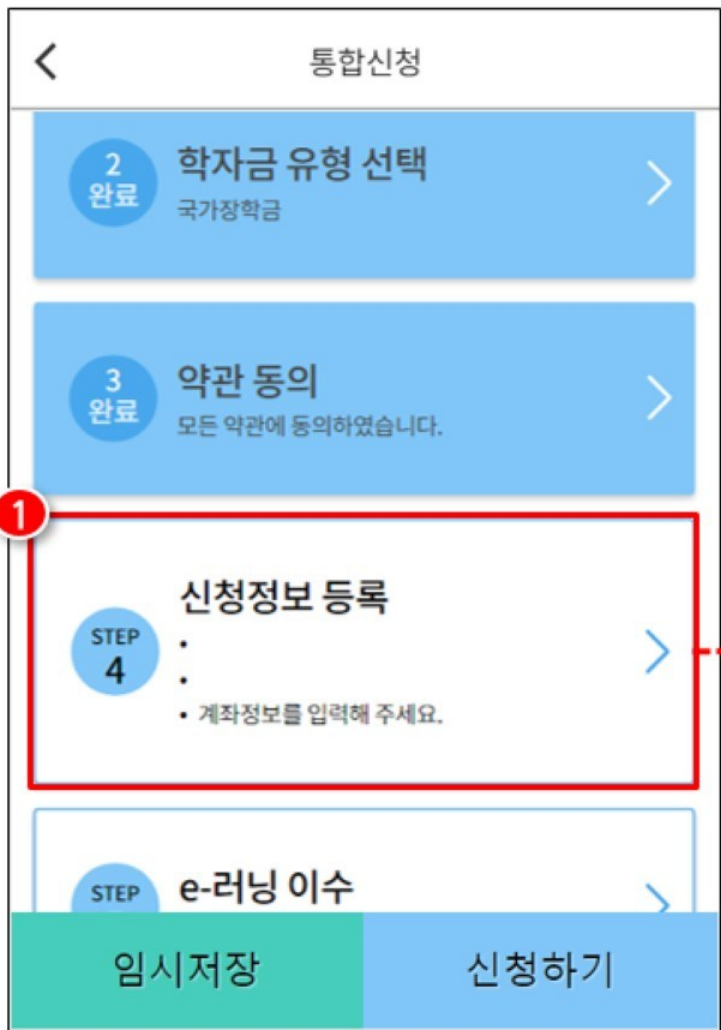 통합신청
2
완료
학자금 유형 선택
국가장학금
3
완료
약관 동의
모든 약관에 동의하였습니다.
1
STEP
4
신청정보 등록
•
•
• 계좌정보를 입력해 주세요.
STEP
e-러닝 이수
임시저장
신청하기